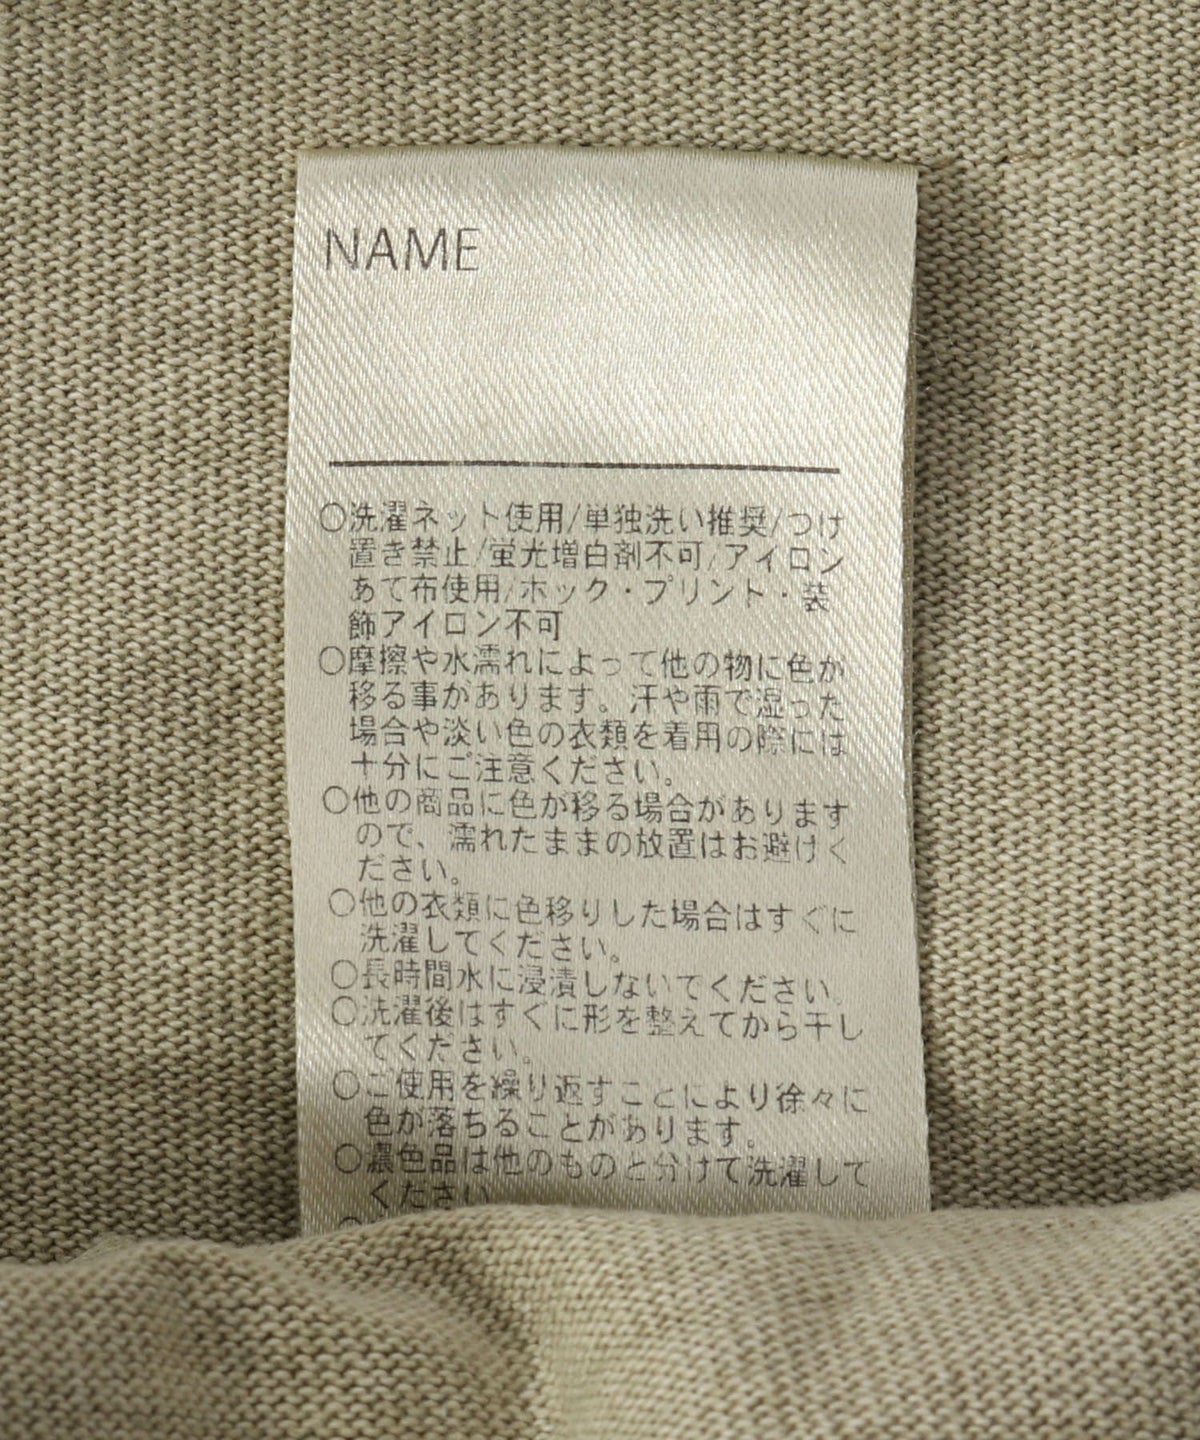 NAME
○洗濯ネット使用/単独洗い推奨/つけ
置き禁止/蛍光増白剤不可/アイロン
あて布使用/ホック・プリント・装
飾アイロン不可
○摩擦や水濡れによって他の物に色が
移る事があります。汗や雨で湿った
場合や淡い色の衣類を着用の際には
十分にご注意ください。
○他の商品に色が移る場合があります
ので、濡れたままの放置はお避けく
ださい。
○他の衣類に色移りした場合はすぐに
洗濯してください。
○長時間水に浸漬しないてください。
○洗濯後はすぐに形を整えてから干し
てください。
○ご使用を繰り返すことにより徐々に
色が落ちることがあります。
○濃色品は他のものと分けて洗濯して
ください